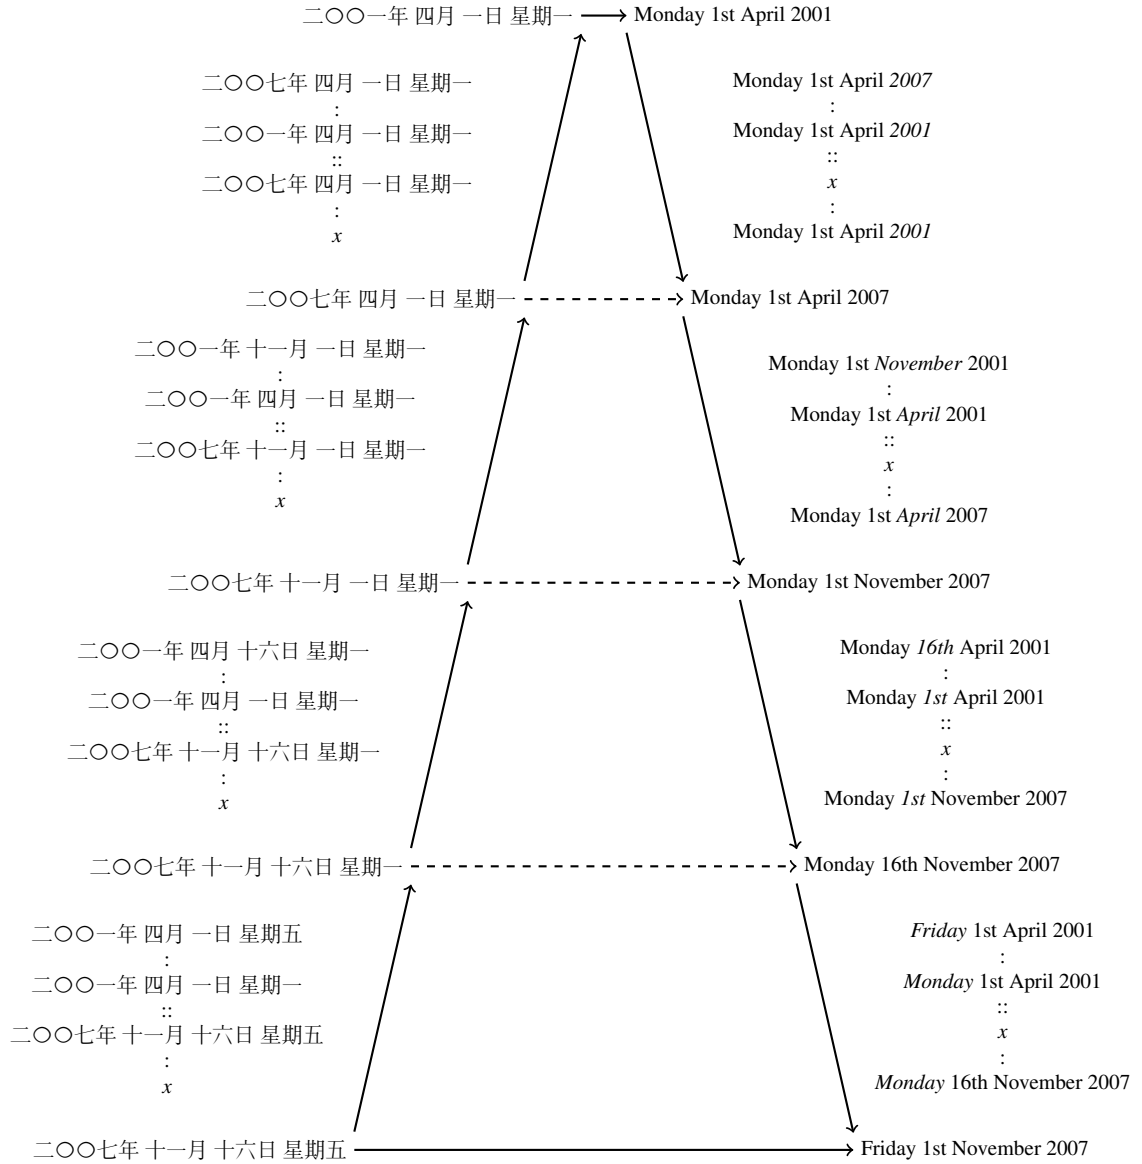 二〇〇一年 四月 一日 星期一 Monday 1st April 2001
二〇〇七年 四月 一日 星期一
:
二〇〇一年 四月 一日 星期一
::
二〇〇七年 四月 一日 星期一
:
x
Monday 1st April 2007
:
Monday 1st April 2001
::
x
:
Monday 1st April 2001
二〇〇七年 四月 一日 星期一 Monday 1st April 2007
二〇〇一年 十一月 一日 星期一
:
二〇〇一年 四月 一日 星期一
::
二〇〇七年 十一月 一日 星期一
:
x
Monday 1st November 2001
:
Monday 1st April 2001
::
x
:
Monday 1st April 2007
二〇〇七年 十一月 一日 星期一 Monday 1st November 2007
二〇〇一年 四月 十六日 星期一
:
二〇〇一年 四月 一日 星期一
::
二〇〇七年 十一月 十六日 星期一
:
x
Monday 16th April 2001
:
Monday 1st April 2001
::
x
:
Monday 1st November 2007
二〇〇七年 十一月 十六日 星期一 Monday 16th November 2007
二〇〇一年 四月 一日 星期五
:
二〇〇一年 四月 一日 星期一
::
二〇〇七年 十一月 十六日 星期五
:
x
Friday 1st April 2001
:
Monday 1st April 2001
::
x
:
Monday 16th November 2007
二〇〇七年 十一月 十六日 星期五 Friday 1st November 2007